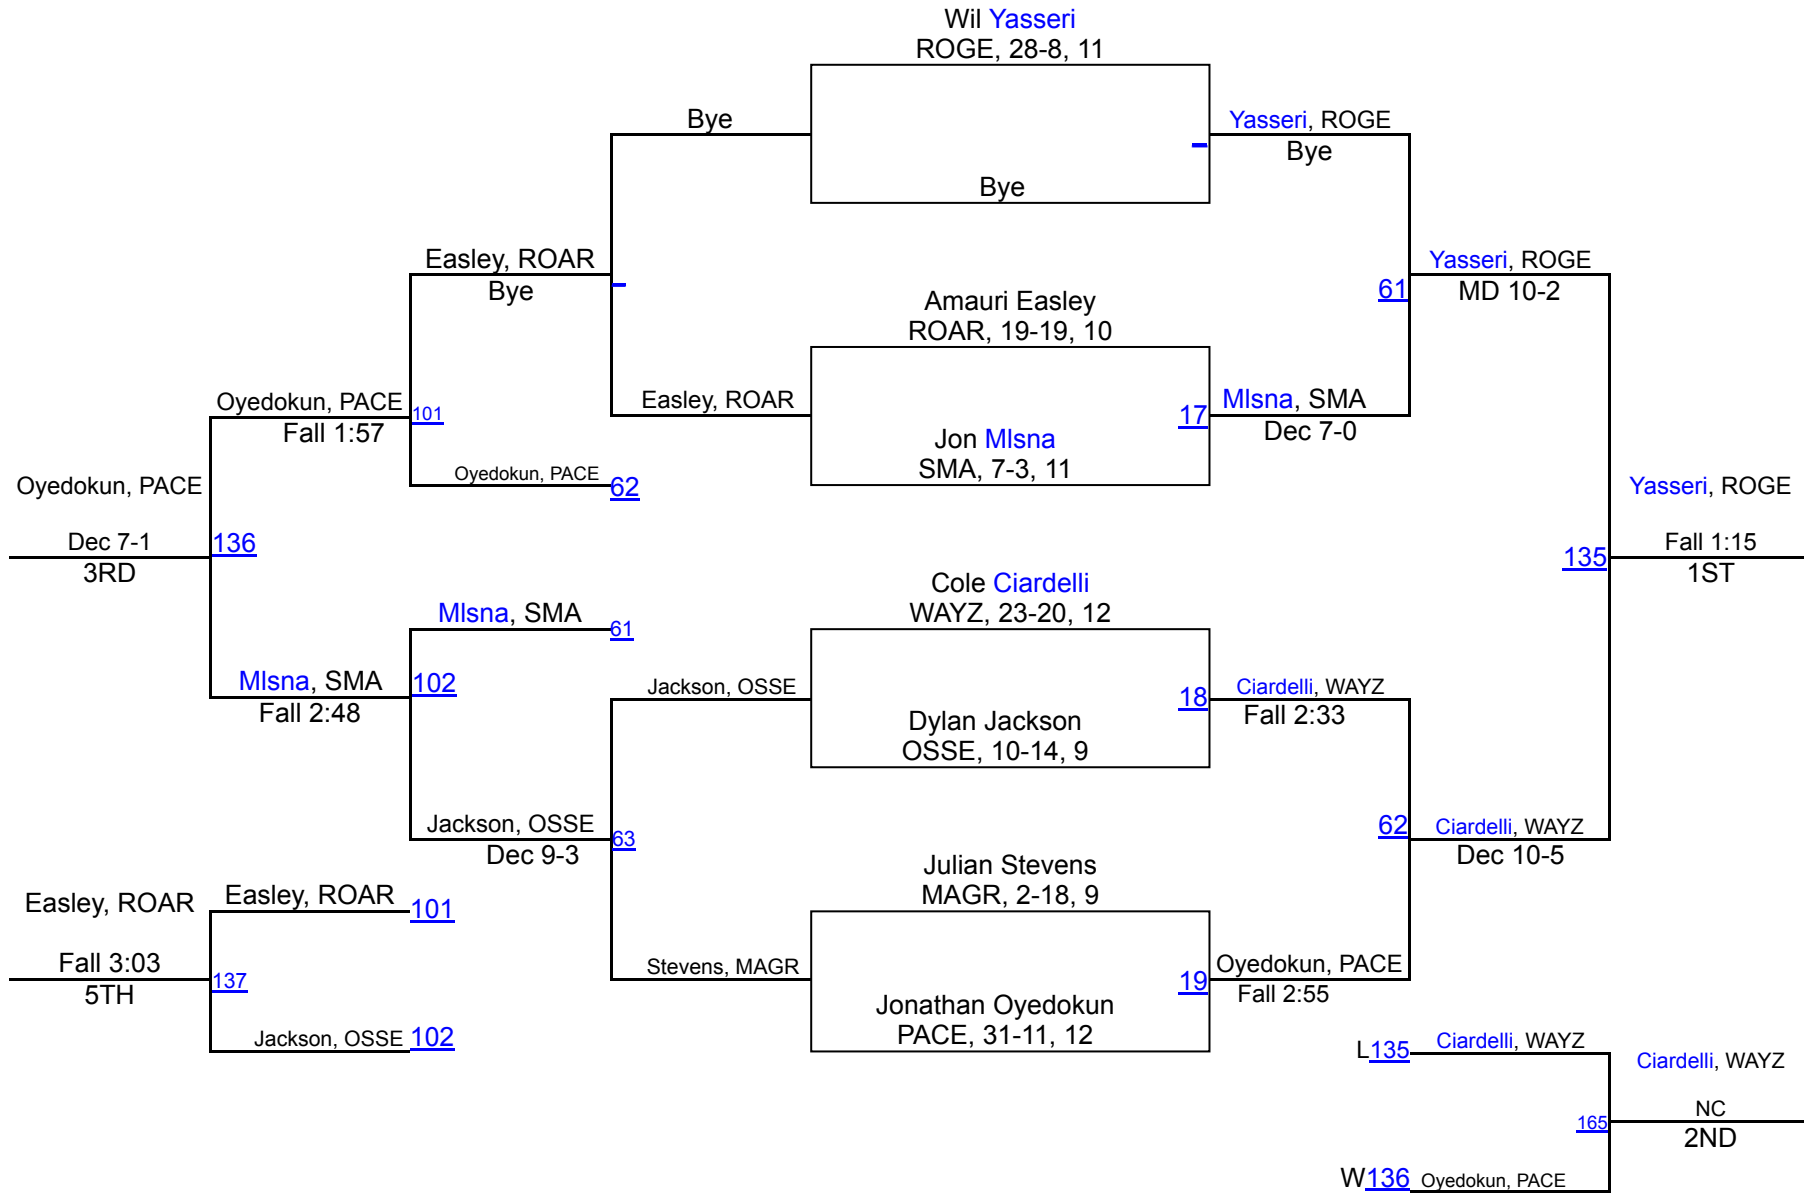 Wil Yasseri
ROGE, 28-8, 11
Bye
Yasseri, ROGE
Bye
Bye
Easley, ROAR
Bye
Yasseri, ROGE
MD 10-2
61
Amauri Easley
ROAR, 19-19, 10
Oyedokun, PACE
Fall 1:57
101
Easley, ROAR
17
Mlsna, SMA
Dec 7-0
Jon Mlsna
SMA, 7-3, 11
Oyedokun, PACE
62
Oyedokun, PACE
Yasseri, ROGE
Dec 7-1
3RD
136
135
Fall 1:15
1ST
Cole Ciardelli
WAYZ, 23-20, 12
Mlsna, SMA
61
Mlsna, SMA
Fall 2:48
102
Jackson, OSSE
18
Ciardelli, WAYZ
Fall 2:33
Dylan Jackson
OSSE, 10-14, 9
Jackson, OSSE
Dec 9-3
63
62
Ciardelli, WAYZ
Dec 10-5
Julian Stevens
MAGR, 2-18, 9
Easley, ROAR
Easley, ROAR
101
Fall 3:03
5TH
137
Stevens, MAGR
19
Oyedokun, PACE
Fall 2:55
Jonathan Oyedokun
PACE, 31-11, 12
Jackson, OSSE
102
L135
Ciardelli, WAYZ
Ciardelli, WAYZ
165
NC
2ND
W136
Oyedokun, PACE